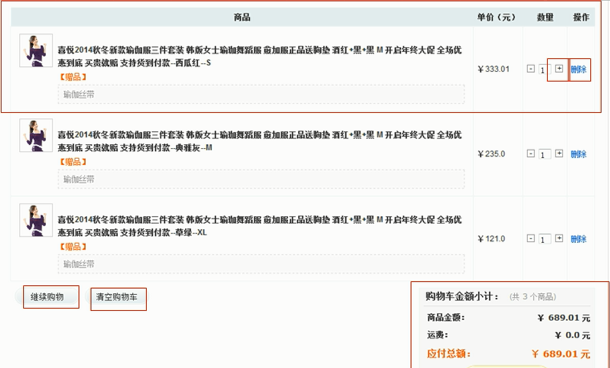 商品 单价（元） 数量 操作
喜悦2014秋冬新款瑜伽服三件套装 韩版女士瑜伽舞蹈服 愈加服正品送胸垫 酒红+黑+黑 M 开启年终大促 全场优
惠到底 买贵就赔 支持货到付款--西瓜红--S
【赠品】
瑜伽丝带
￥333.01 - 1 + 删除
喜悦2014秋冬新款瑜伽服三件套装 韩版女士瑜伽舞蹈服 愈加服正品送胸垫 酒红+黑+黑 M 开启年终大促 全场优
惠到底 买贵就赔 支持货到付款--典雅灰--M
【赠品】
瑜伽丝带
￥235.0 - 1 + 删除
喜悦2014秋冬新款瑜伽服三件套装 韩版女士瑜伽舞蹈服 愈加服正品送胸垫 酒红+黑+黑 M 开启年终大促 全场优
惠到底 买贵就赔 支持货到付款--草绿--XL
【赠品】
瑜伽丝带
￥121.0 - 1 + 删除
继续购物 清空购物车
购物车金额小计： （共 3 个商品）
商品金额： ￥ 689.01 元
运费： ￥ 0.0 元
应付总额： ￥ 689.01 元